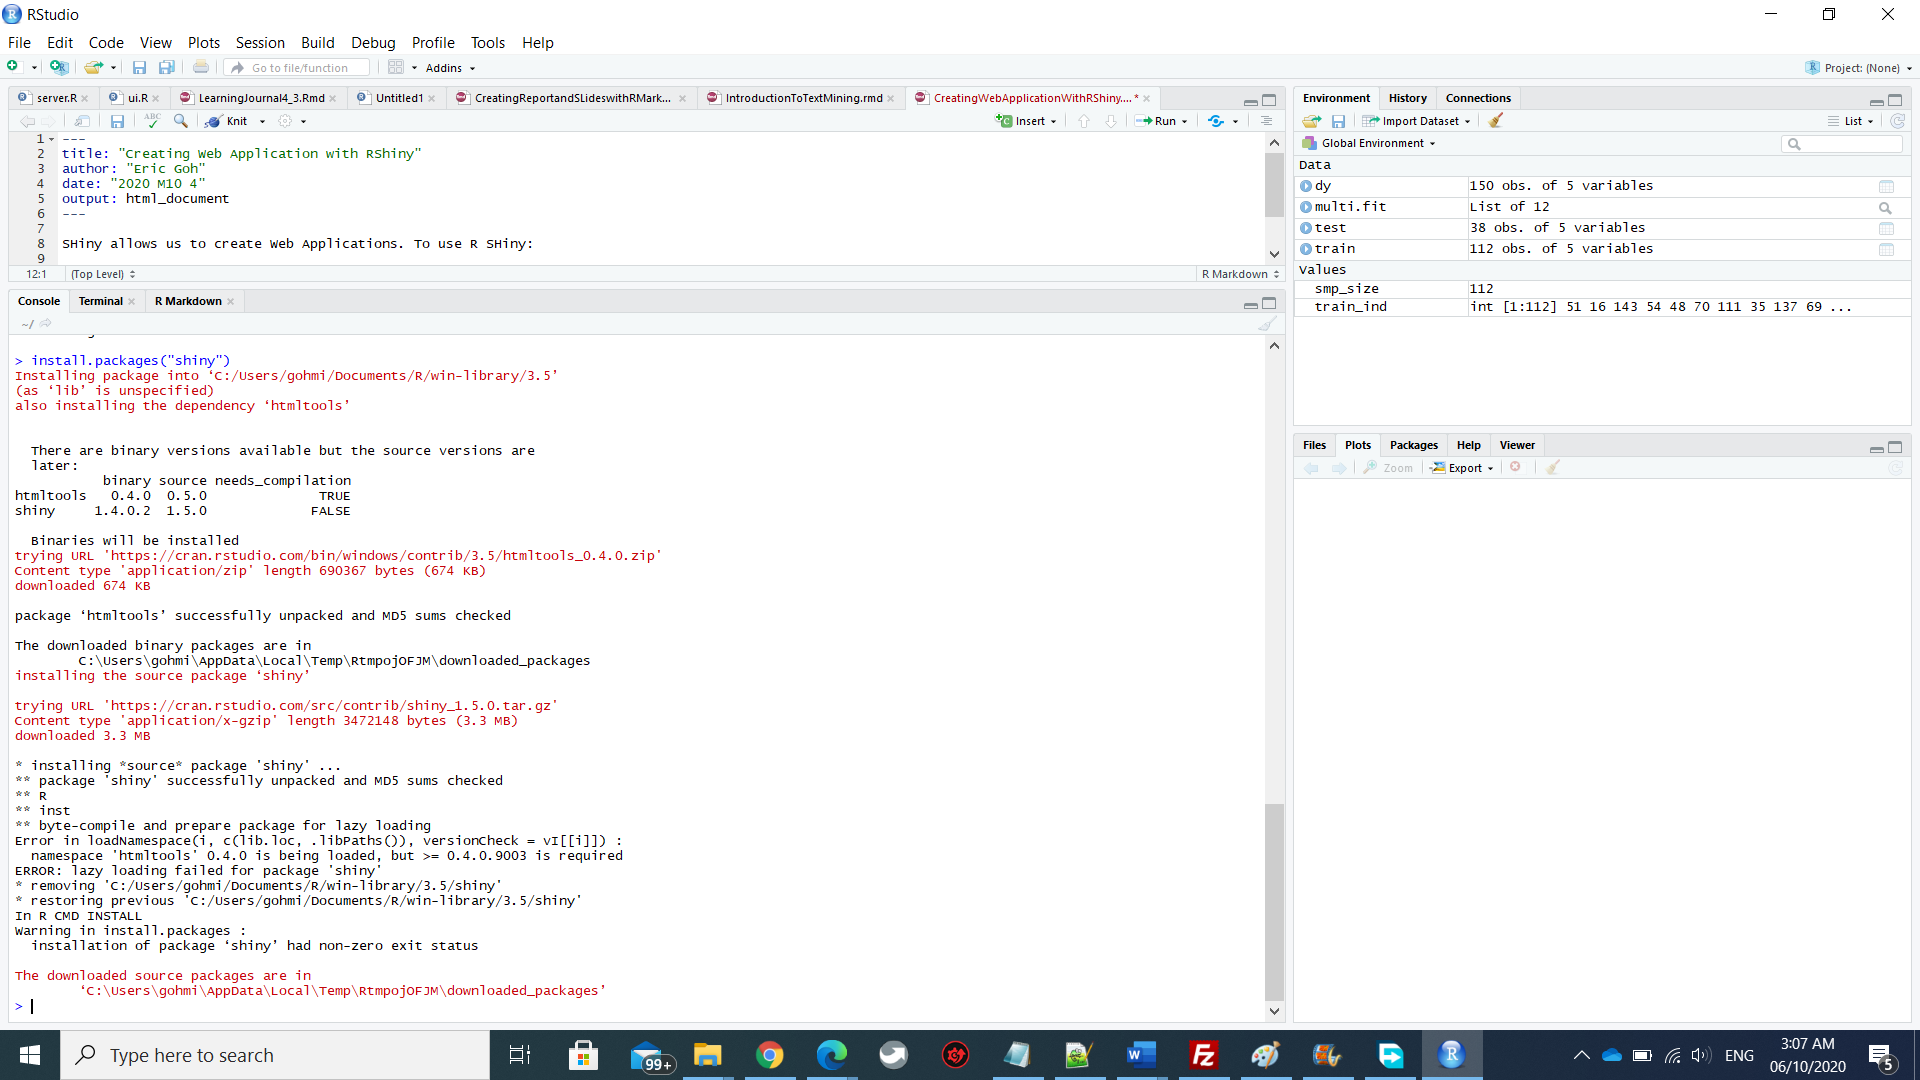 RStudio
File Edit Code View Plots Session Build Debug Profile Tools Help
Go to file/function Addins Project: (None)
server.R ui.R LearningJournal4_3.Rmd Untitled1 CreatingReportandSLideswithRMark... IntroductionToTextMining.rmd CreatingWebApplicationWithRShiny....*
ABC Knit Insert Run
1 ---
2 title: "Creating Web Application with RShiny"
3 author: "Eric Goh"
4 date: "2020 M10 4"
5 output: html_document
6 ---
7
8 SHiny allows us to create Web Applications. To use R SHiny:
9
12:1 (Top Level) R Markdown
Console Terminal R Markdown
~/
> install.packages("shiny")
Installing package into ‘C:/Users/gohmi/Documents/R/win-library/3.5’
(as ‘lib’ is unspecified)
also installing the dependency ‘htmltools’
There are binary versions available but the source versions are
later:
binary source needs_compilation
htmltools 0.4.0 0.5.0 TRUE
shiny 1.4.0.2 1.5.0 FALSE
Binaries will be installed
trying URL 'https://cran.rstudio.com/bin/windows/contrib/3.5/htmltools_0.4.0.zip'
Content type 'application/zip' length 690367 bytes (674 KB)
downloaded 674 KB
package ‘htmltools’ successfully unpacked and MD5 sums checked
The downloaded binary packages are in
C:\Users\gohmi\AppData\Local\Temp\RtmpojOFJM\downloaded_packages
installing the source package ‘shiny’
trying URL 'https://cran.rstudio.com/src/contrib/shiny_1.5.0.tar.gz'
Content type 'application/x-gzip' length 3472148 bytes (3.3 MB)
downloaded 3.3 MB
* installing *source* package 'shiny' ...
** package 'shiny' successfully unpacked and MD5 sums checked
** R
** inst
** byte-compile and prepare package for lazy loading
Error in loadNamespace(i, c(lib.loc, .libPaths()), versionCheck = vI[[i]]) :
namespace 'htmltools' 0.4.0 is being loaded, but >= 0.4.0.9003 is required
ERROR: lazy loading failed for package 'shiny'
* removing 'C:/Users/gohmi/Documents/R/win-library/3.5/shiny'
* restoring previous 'C:/Users/gohmi/Documents/R/win-library/3.5/shiny'
In R CMD INSTALL
Warning in install.packages :
installation of package ‘shiny’ had non-zero exit status
The downloaded source packages are in
‘C:\Users\gohmi\AppData\Local\Temp\RtmpojOFJM\downloaded_packages’
>
Environment History Connections
Import Dataset List
Global Environment
Data
dy 150 obs. of 5 variables
multi.fit List of 12
test 38 obs. of 5 variables
train 112 obs. of 5 variables
Values
smp_size 112
train_ind int [1:112] 51 16 143 54 48 70 111 35 137 69 ...
Files Plots Packages Help Viewer
Zoom Export
Type here to search
99+
ENG
3:07 AM
06/10/2020
5